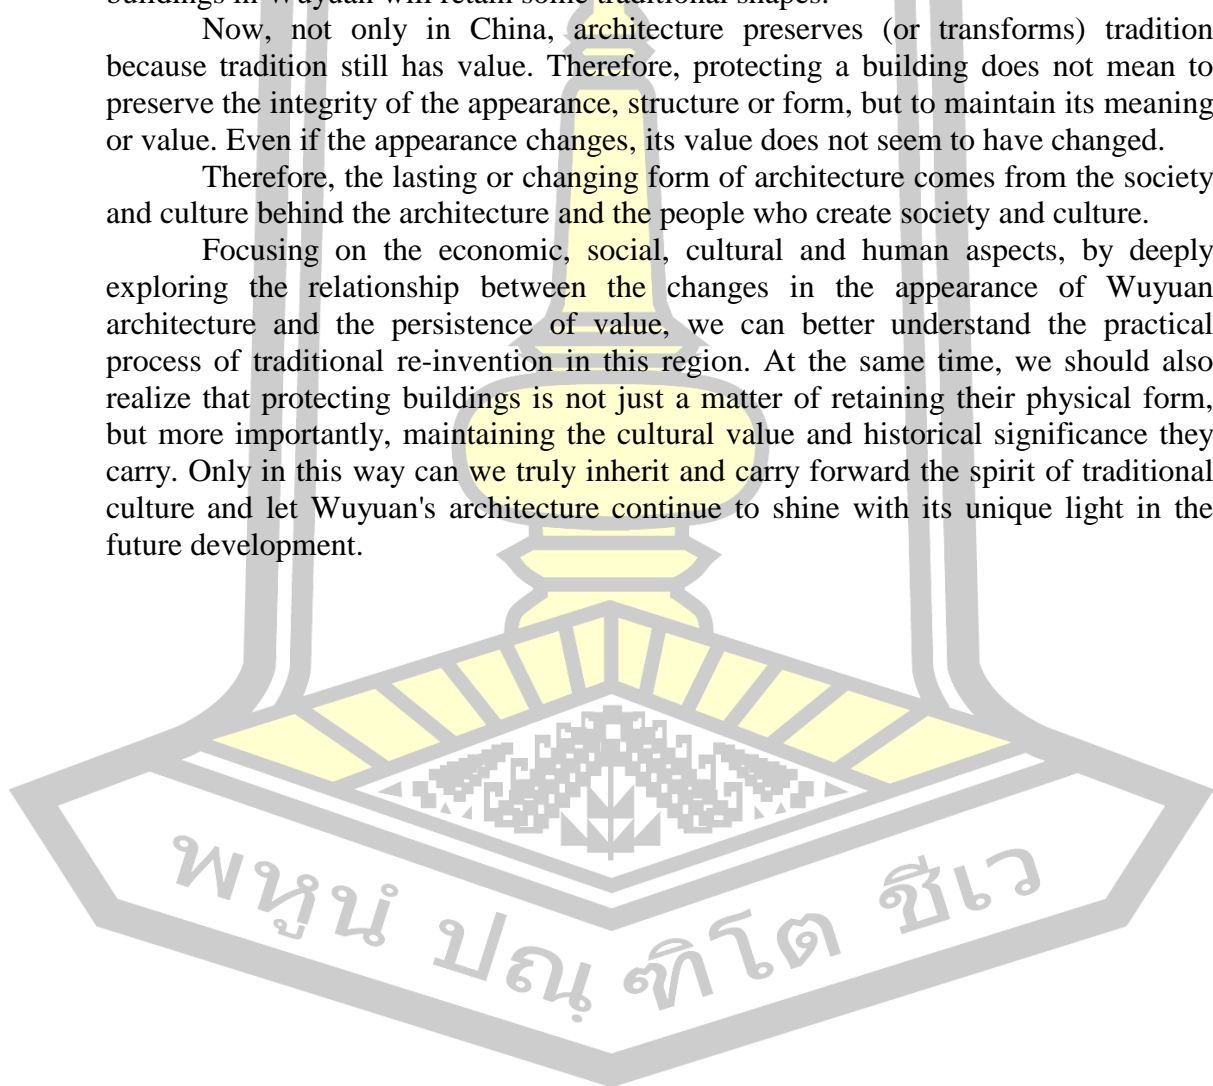 buildings in Wuyuan will retain some traditional shapes.
Now, not only in China, architecture preserves (or transforms) tradition
because tradition still has value. Therefore, protecting a building does not mean to
preserve the integrity of the appearance, structure or form, but to maintain its meaning
or value. Even if the appearance changes, its value does not seem to have changed.
Therefore, the lasting or changing form of architecture comes from the society
and culture behind the architecture and the people who create society and culture.
Focusing on the economic, social, cultural and human aspects, by deeply
exploring the relationship between the changes in the appearance of Wuyuan
architecture and the persistence of value, we can better understand the practical
process of traditional re-invention in this region. At the same time, we should also
realize that protecting buildings is not just a matter of retaining their physical form,
but more importantly, maintaining the cultural value and historical significance they
carry. Only in this way can we truly inherit and carry forward the spirit of traditional
culture and let Wuyuan's architecture continue to shine with its unique light in the
future development.
พหูนํ ปณฺฑิโต ชีเว